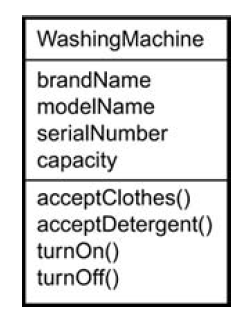 WashingMachine
brandName
modelName
serialNumber
capacity
acceptClothes()
acceptDetergent()
turnOn()
turnOff()